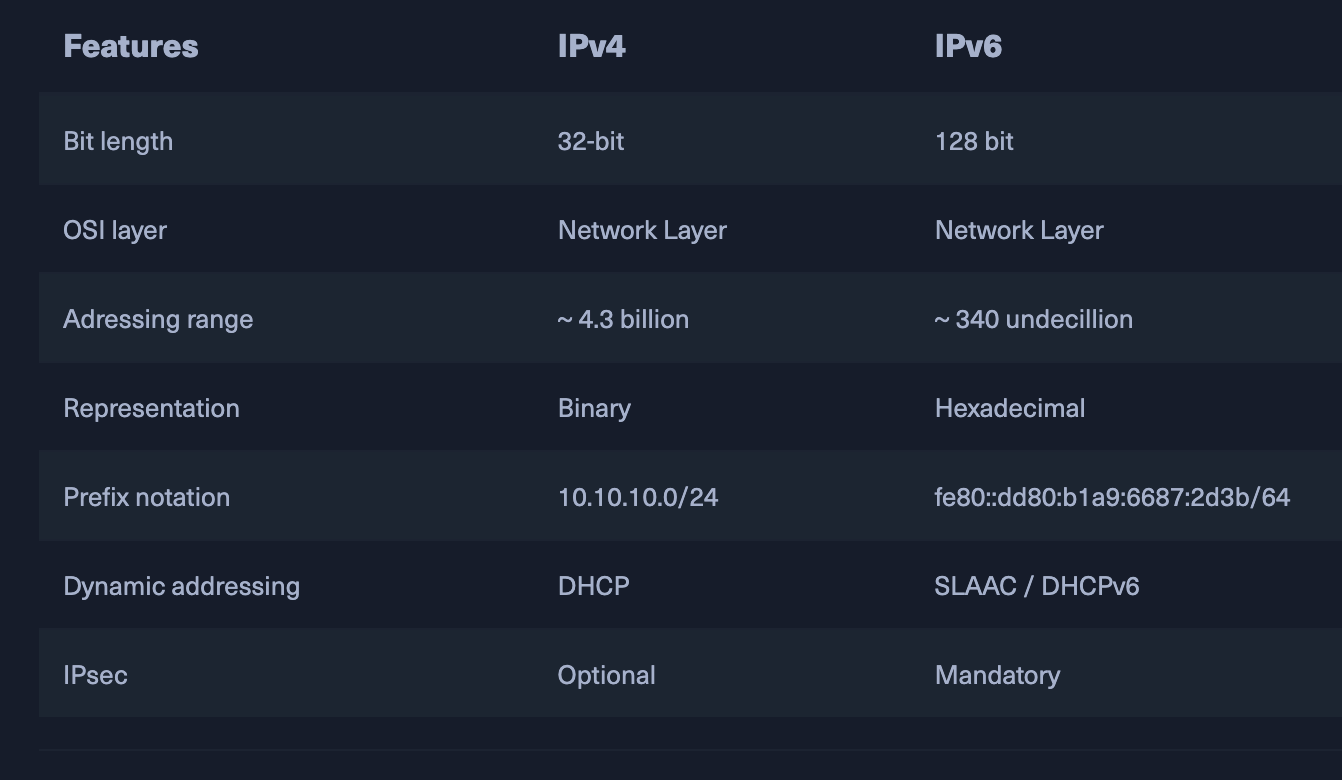 Features IPv4 IPv6
Bit length 32-bit 128 bit
OSI layer Network Layer Network Layer
Adressing range ~ 4.3 billion ~ 340 undecillion
Representation Binary Hexadecimal
Prefix notation 10.10.10.0/24 fe80::dd80:b1a9:6687:2d3b/64
Dynamic addressing DHCP SLAAC / DHCPv6
IPsec Optional Mandatory